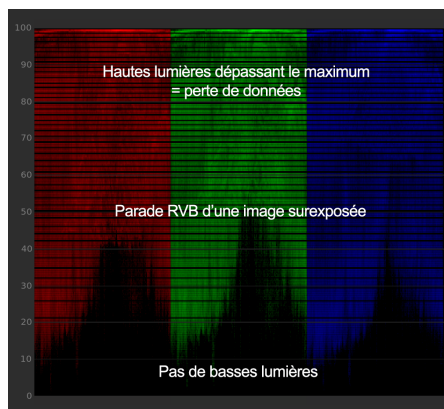 100
Hautes lumières dépassant le maximum
90
= perte de données
80
70
60
50
Parade RVB d'une image surexposée
40
30
20
10
Pas de basses lumières
0